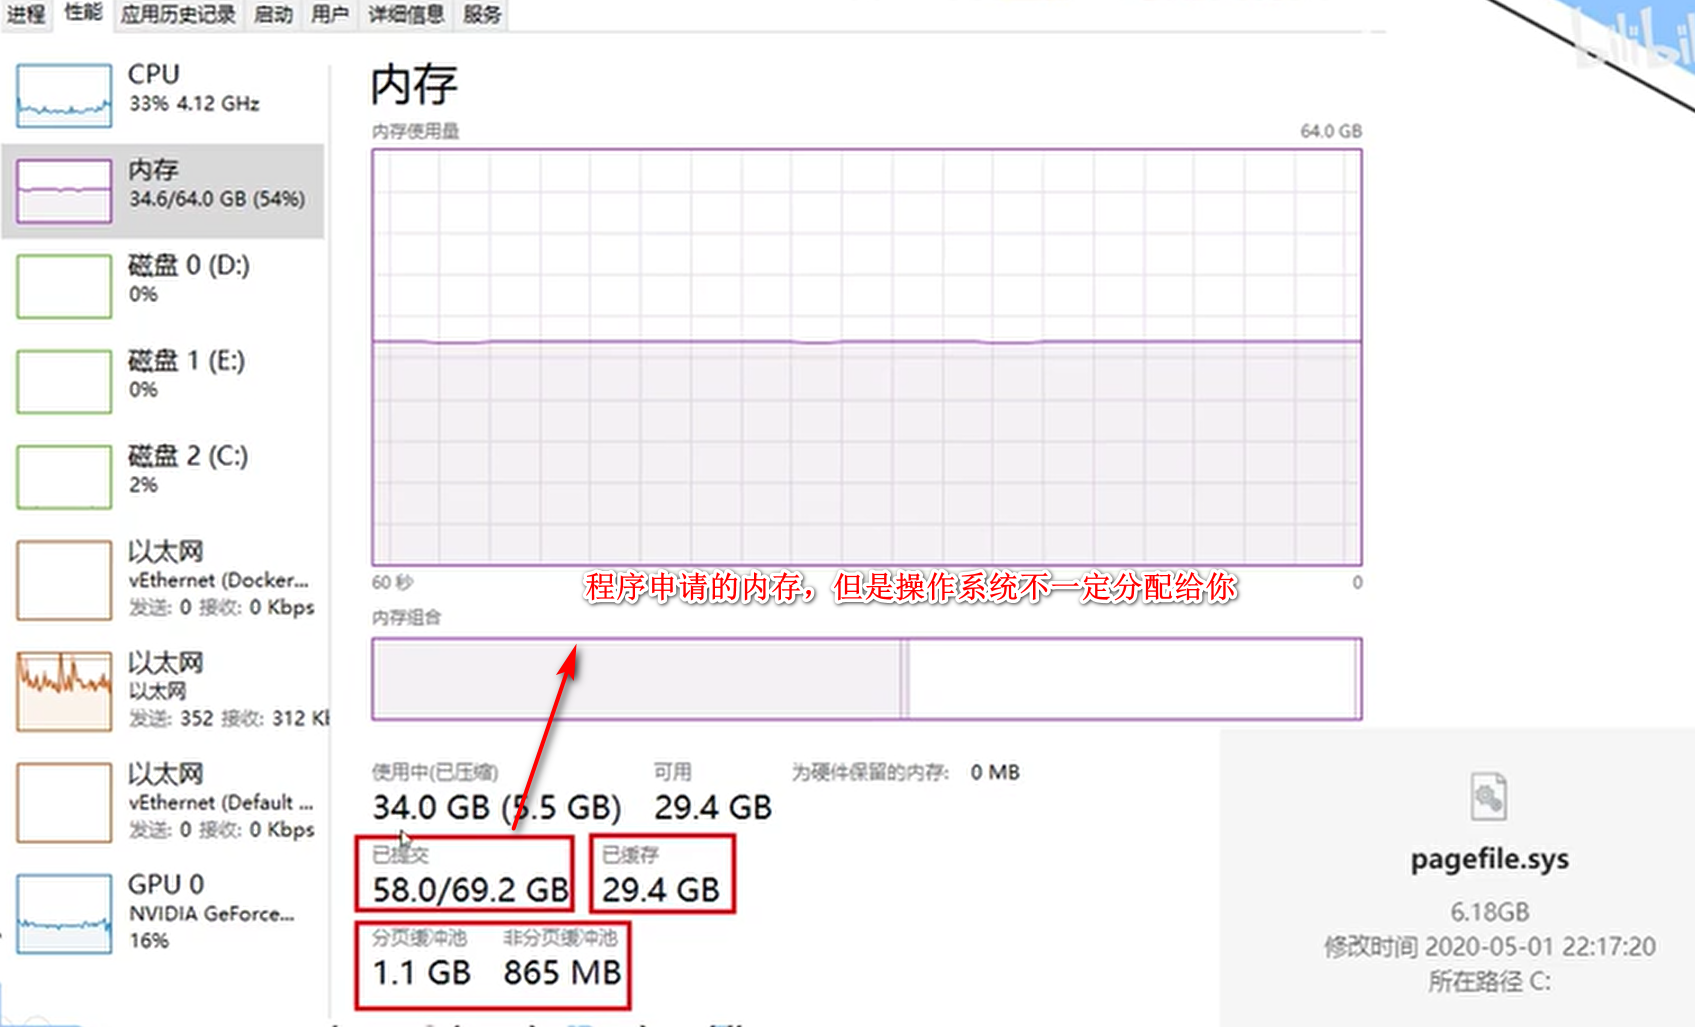 进程 性能 应用历史记录 启动 用户 详细信息 服务
bilibili
CPU
33% 4.12 GHz
内存
34.6/64.0 GB (54%)
磁盘 0 (D:)
0%
磁盘 1 (E:)
0%
磁盘 2 (C:)
2%
以太网
vEthernet (Docker...
发送: 0 接收: 0 Kbps
以太网
以太网
发送: 352 接收: 312 Kl
以太网
vEthernet (Default ...
发送: 0 接收: 0 Kbps
GPU 0
NVIDIA GeForce...
16%
内存
内存使用量 64.0 GB
60 秒 0
程序申请的内存，但是操作系统不一定分配给你
内存组合
使用中(已压缩) 可用 为硬件保留的内存: 0 MB
34.0 GB (5.5 GB) 29.4 GB
已提交 已缓存
58.0/69.2 GB 29.4 GB
分页缓冲池 非分页缓冲池
1.1 GB 865 MB
pagefile.sys
6.18GB
修改时间 2020-05-01 22:17:20
所在路径 C: